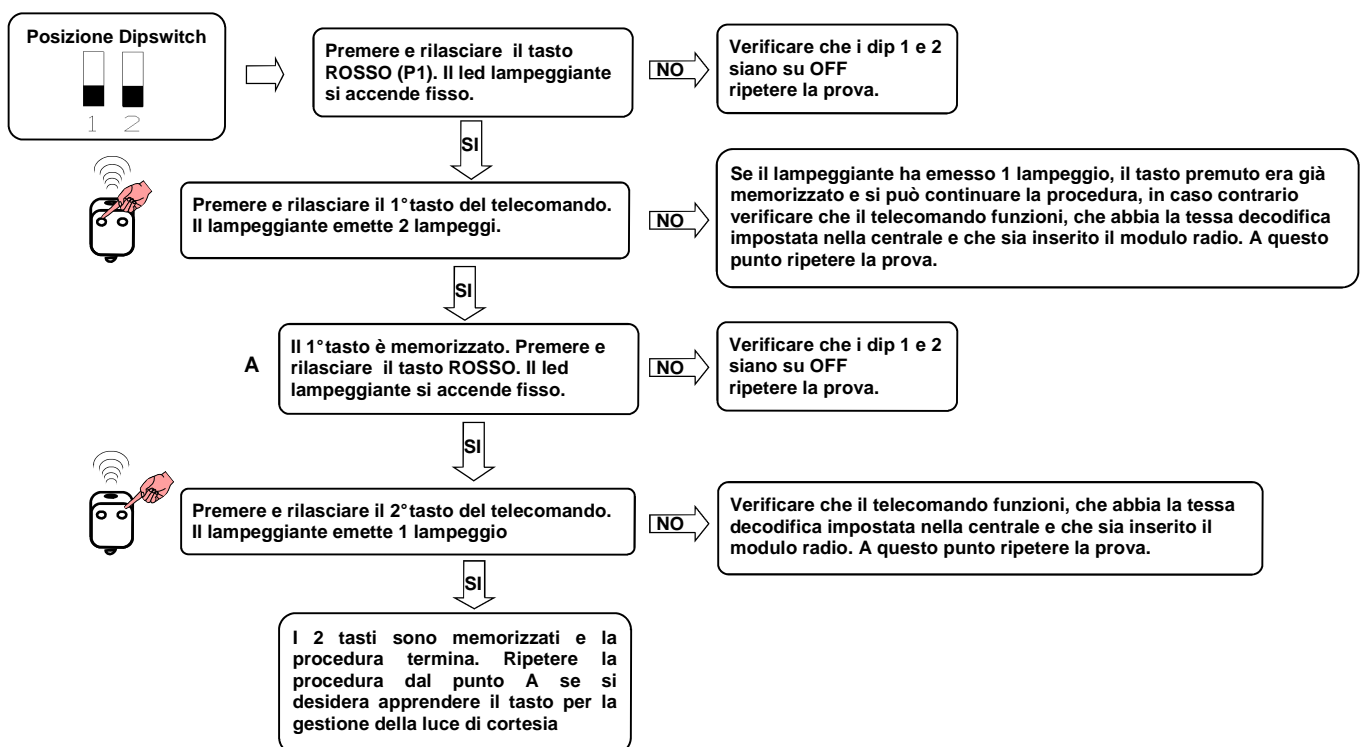 Posizione Dipswitch
1 2
Premere e rilasciare il tasto
ROSSO (P1). Il led lampeggiante
si accende fisso.
NO
Verificare che i dip 1 e 2
siano su OFF
ripetere la prova.
SI
Premere e rilasciare il 1°tasto del telecomando.
Il lampeggiante emette 2 lampeggi.
NO
Se il lampeggiante ha emesso 1 lampeggio, il tasto premuto era già
memorizzato e si può continuare la procedura, in caso contrario
verificare che il telecomando funzioni, che abbia la tessa decodifica
impostata nella centrale e che sia inserito il modulo radio. A questo
punto ripetere la prova.
SI
A
Il 1°tasto è memorizzato. Premere e
rilasciare il tasto ROSSO. Il led
lampeggiante si accende fisso.
NO
Verificare che i dip 1 e 2
siano su OFF
ripetere la prova.
SI
Premere e rilasciare il 2°tasto del telecomando.
Il lampeggiante emette 1 lampeggio
NO
Verificare che il telecomando funzioni, che abbia la tessa
decodifica impostata nella centrale e che sia inserito il
modulo radio. A questo punto ripetere la prova.
SI
I 2 tasti sono memorizzati e la
procedura termina. Ripetere la
procedura dal punto A se si
desidera apprendere il tasto per la
gestione della luce di cortesia